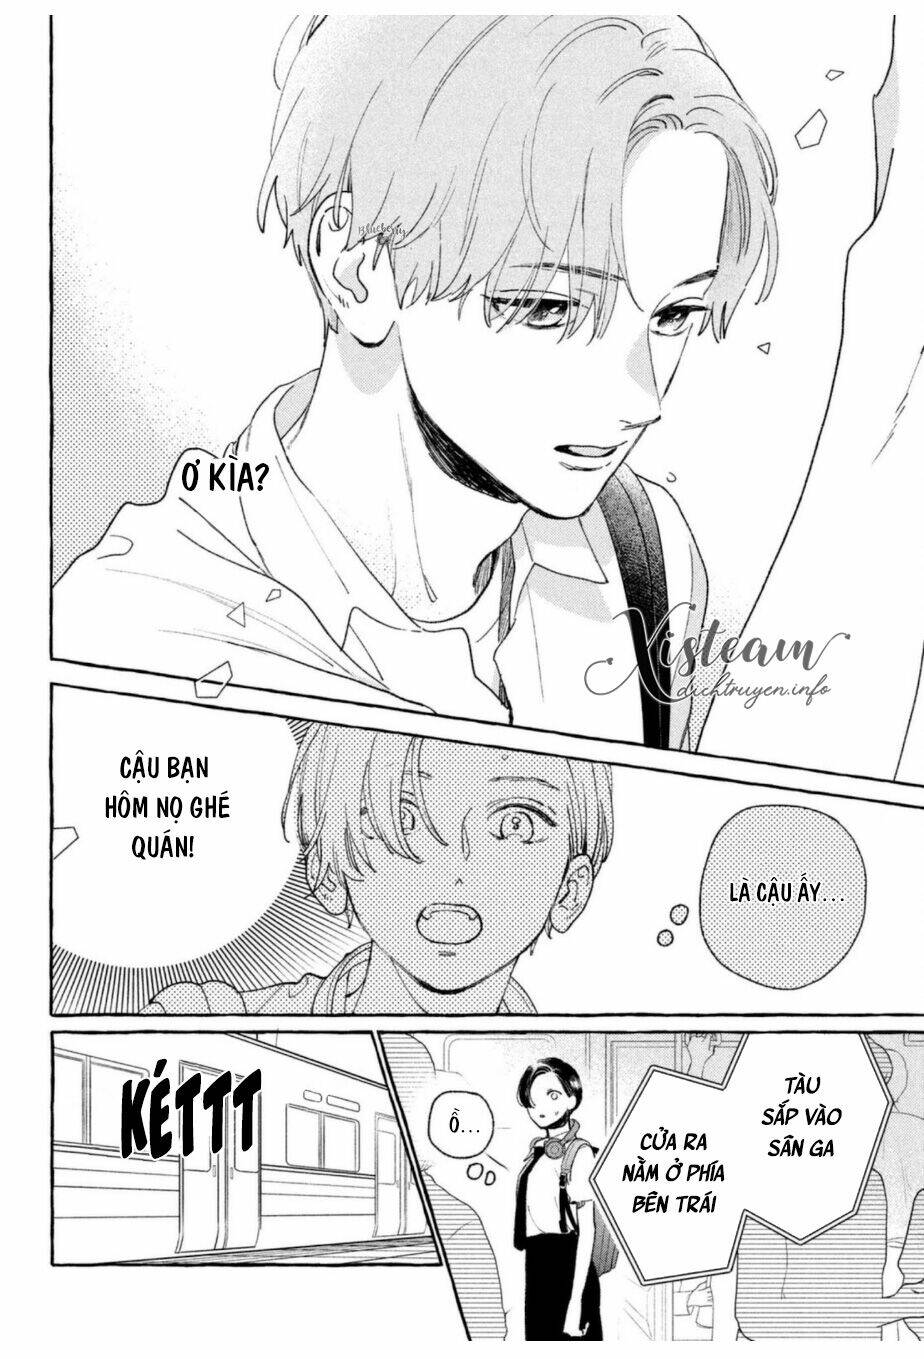 Blueberry
Ơ KÌA?
Xisteam
dichtruyen.info
LÀ CẬU ẤY...
CẬU BẠN
HÔM NỌ GHÉ
QUÁN!
TÀU
SẮP VÀO
SÂN GA
CỬA RA
NẰM Ở PHÍA
BÊN TRÁI
Ồ...
KÉTTT